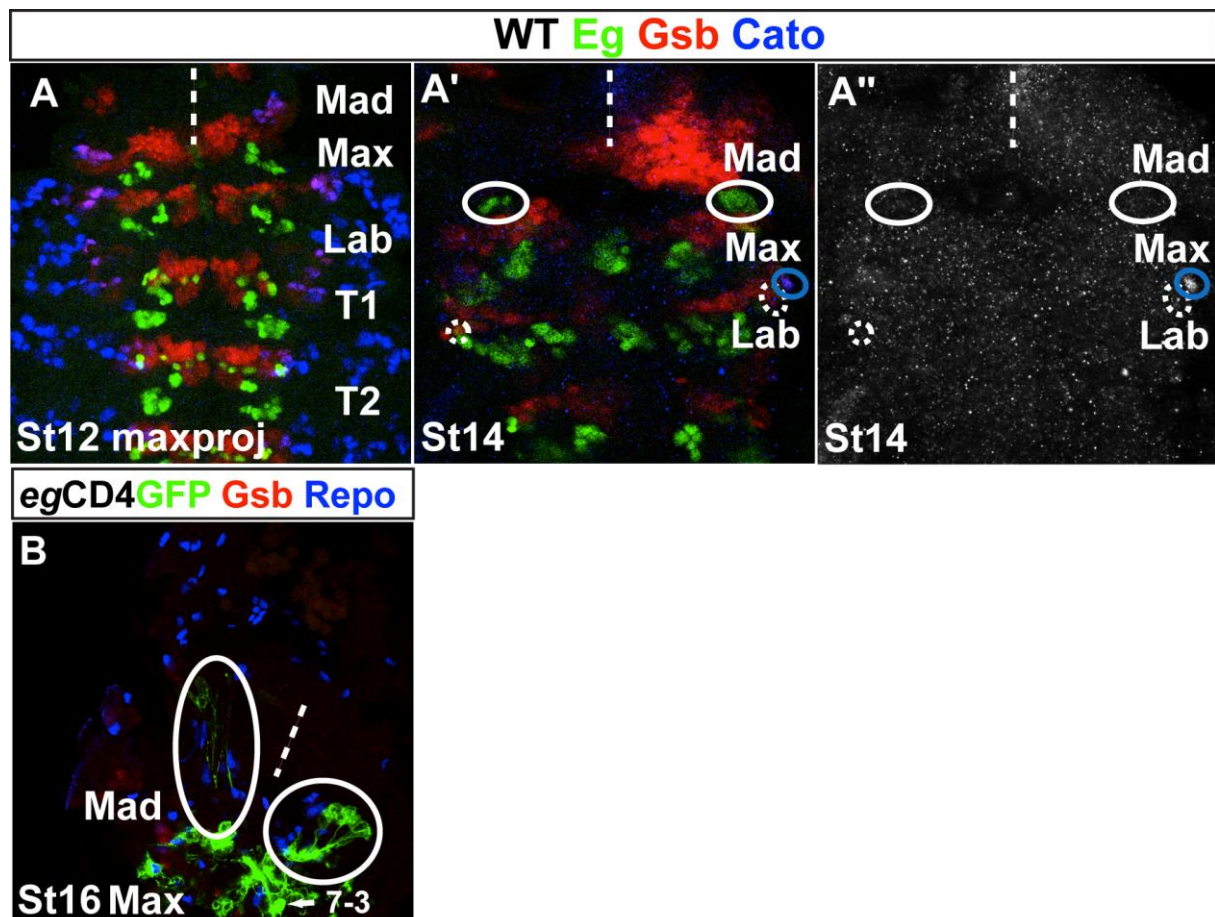 WT Eg Gsb Cato
A
Mad
Max
Lab
T1
T2
St12 maxproj
A'
Mad
Max
Lab
St14
A"
Mad
Max
Lab
St14
egCD4GFP Gsb Repo
B
Mad
St16 Max
7-3